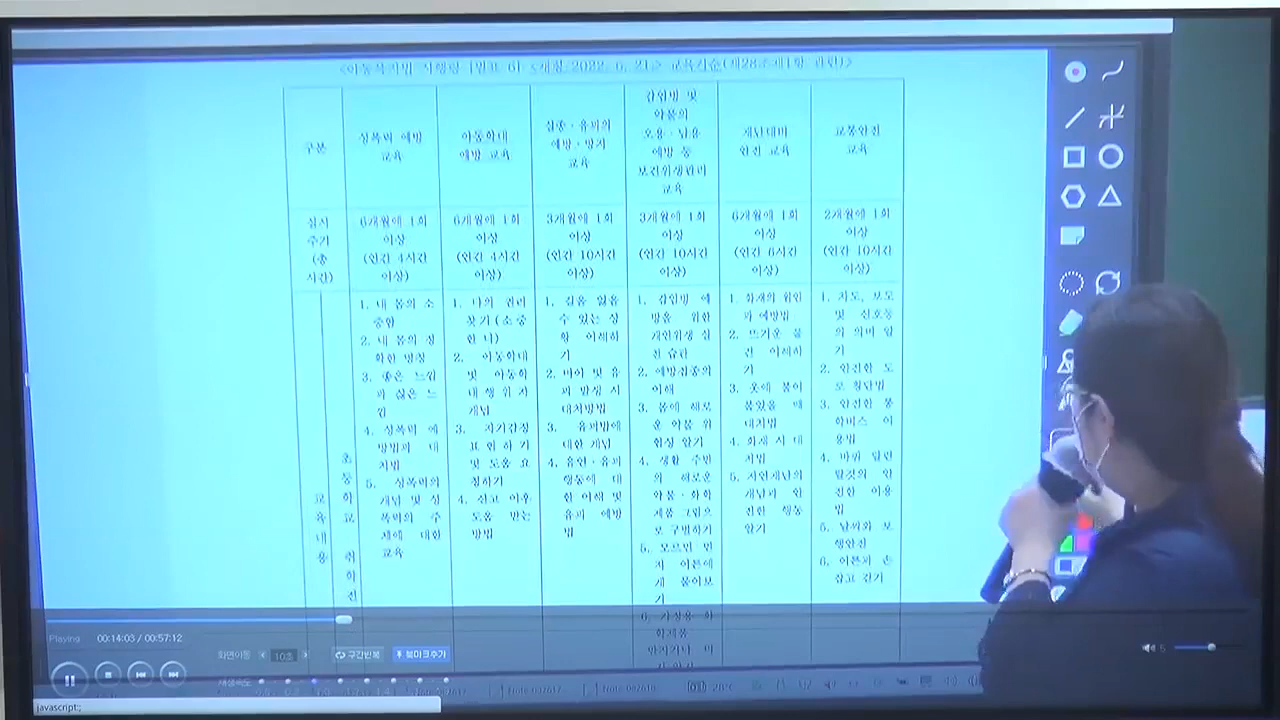 <아동복지법 시행령 [별표 6] <개정 2022. 6. 21.> 교육기준(제28조제1항 관련)>
구분
성폭력 예방
교육
아동학대
예방 교육
실종·유괴의
예방·방지
교육
감염병 및
약물의
오용·남용
예방 등
보건위생관리
교육
재난대비
안전 교육
교통안전
교육
실시
주기
(총
시간)
6개월에 1회
이상
(연간 4시간
이상)
6개월에 1회
이상
(연간 4시간
이상)
3개월에 1회
이상
(연간 10시간
이상)
3개월에 1회
이상
(연간 10시간
이상)
6개월에 1회
이상
(연간 6시간
이상)
2개월에 1회
이상
(연간 10시간
이상)
교육내용
초등학교 취학전
1. 내 몸의 소
중함
2. 내 몸의 정
확한 명칭
3. 좋은 느낌
과 싫은 느
낌
4. 성폭력 예
방법과 대
처법
5. 성폭력의
개념 및 성
폭력의 주
체에 대한
교육
1. 나의 권리
찾기(소중
한 나)
2. 아동학대
및 아동학
대행위자
개념
3. 자기감정
표현하기
및 도움 요
청하기
4. 신고 이후
도움 받는
방법
1. 길을 잃을
수 있는 상
황 이해하
기
2. 미아 및 유
괴 발생 시
대처방법
3. 유괴범에
대한 개념
4. 유인·유괴
행동에 대
한 이해 및
유괴 예방
법
1. 감염병 예
방을 위한
개인위생 실
천 습관
2. 예방접종의
이해
3. 몸에 해로
운 약물 위
험성 알기
4. 생활 주변
의 해로운
약물·화학
제품 그림으
로 구별하기
5. 모르면 먼
저 어른에
게 물어보
기
6. 가정용 화
학제품
만지거나 먹
지 않기
1. 화재의 원인
과 예방법
2. 뜨거운 물
건 이해하
기
3. 옷에 불이
붙었을 때
대처법
4. 화재 시 대
처법
5. 자연재난의
개념과 안
전한 행동
알기
1. 차도, 보도
및 신호등
의 의미 알
기
2. 안전한 도
로 횡단법
3. 안전한 통
학버스 이
용법
4. 바퀴 달린
탈것의 안
전한 이용
법
5. 날씨와 보
행안전
6. 어른과 손
잡고 걷기
Playing
00:14:03 / 00:57:12
화면이동
10초
구간반복
북마크추가
재생속도
5
28°C
javascript:;